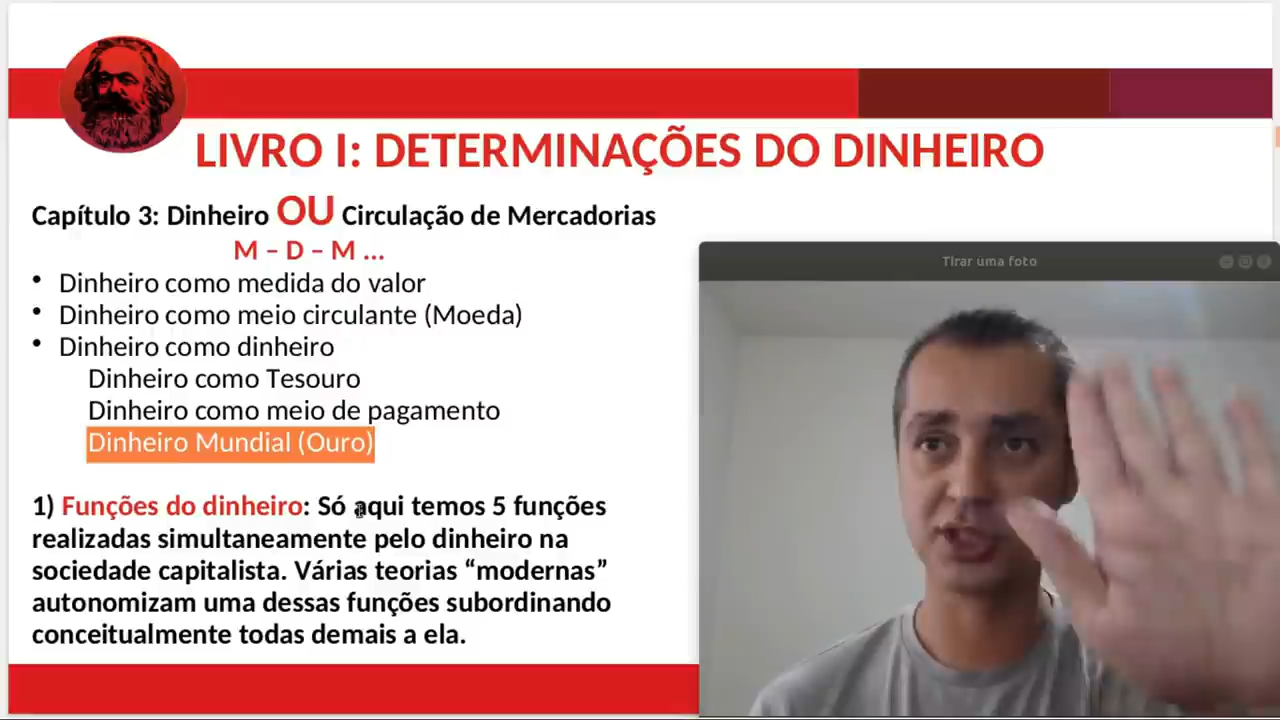 LIVRO I: DETERMINAÇÕES DO DINHEIRO
Capítulo 3: Dinheiro OU Circulação de Mercadorias
M – D – M ...
• Dinheiro como medida do valor
• Dinheiro como meio circulante (Moeda)
• Dinheiro como dinheiro
Dinheiro como Tesouro
Dinheiro como meio de pagamento
Dinheiro Mundial (Ouro)
1) Funções do dinheiro: Só aqui temos 5 funções
realizadas simultaneamente pelo dinheiro na
sociedade capitalista. Várias teorias “modernas”
autonomizam uma dessas funções subordinando
conceitualmente todas demais a ela.
Tirar uma foto